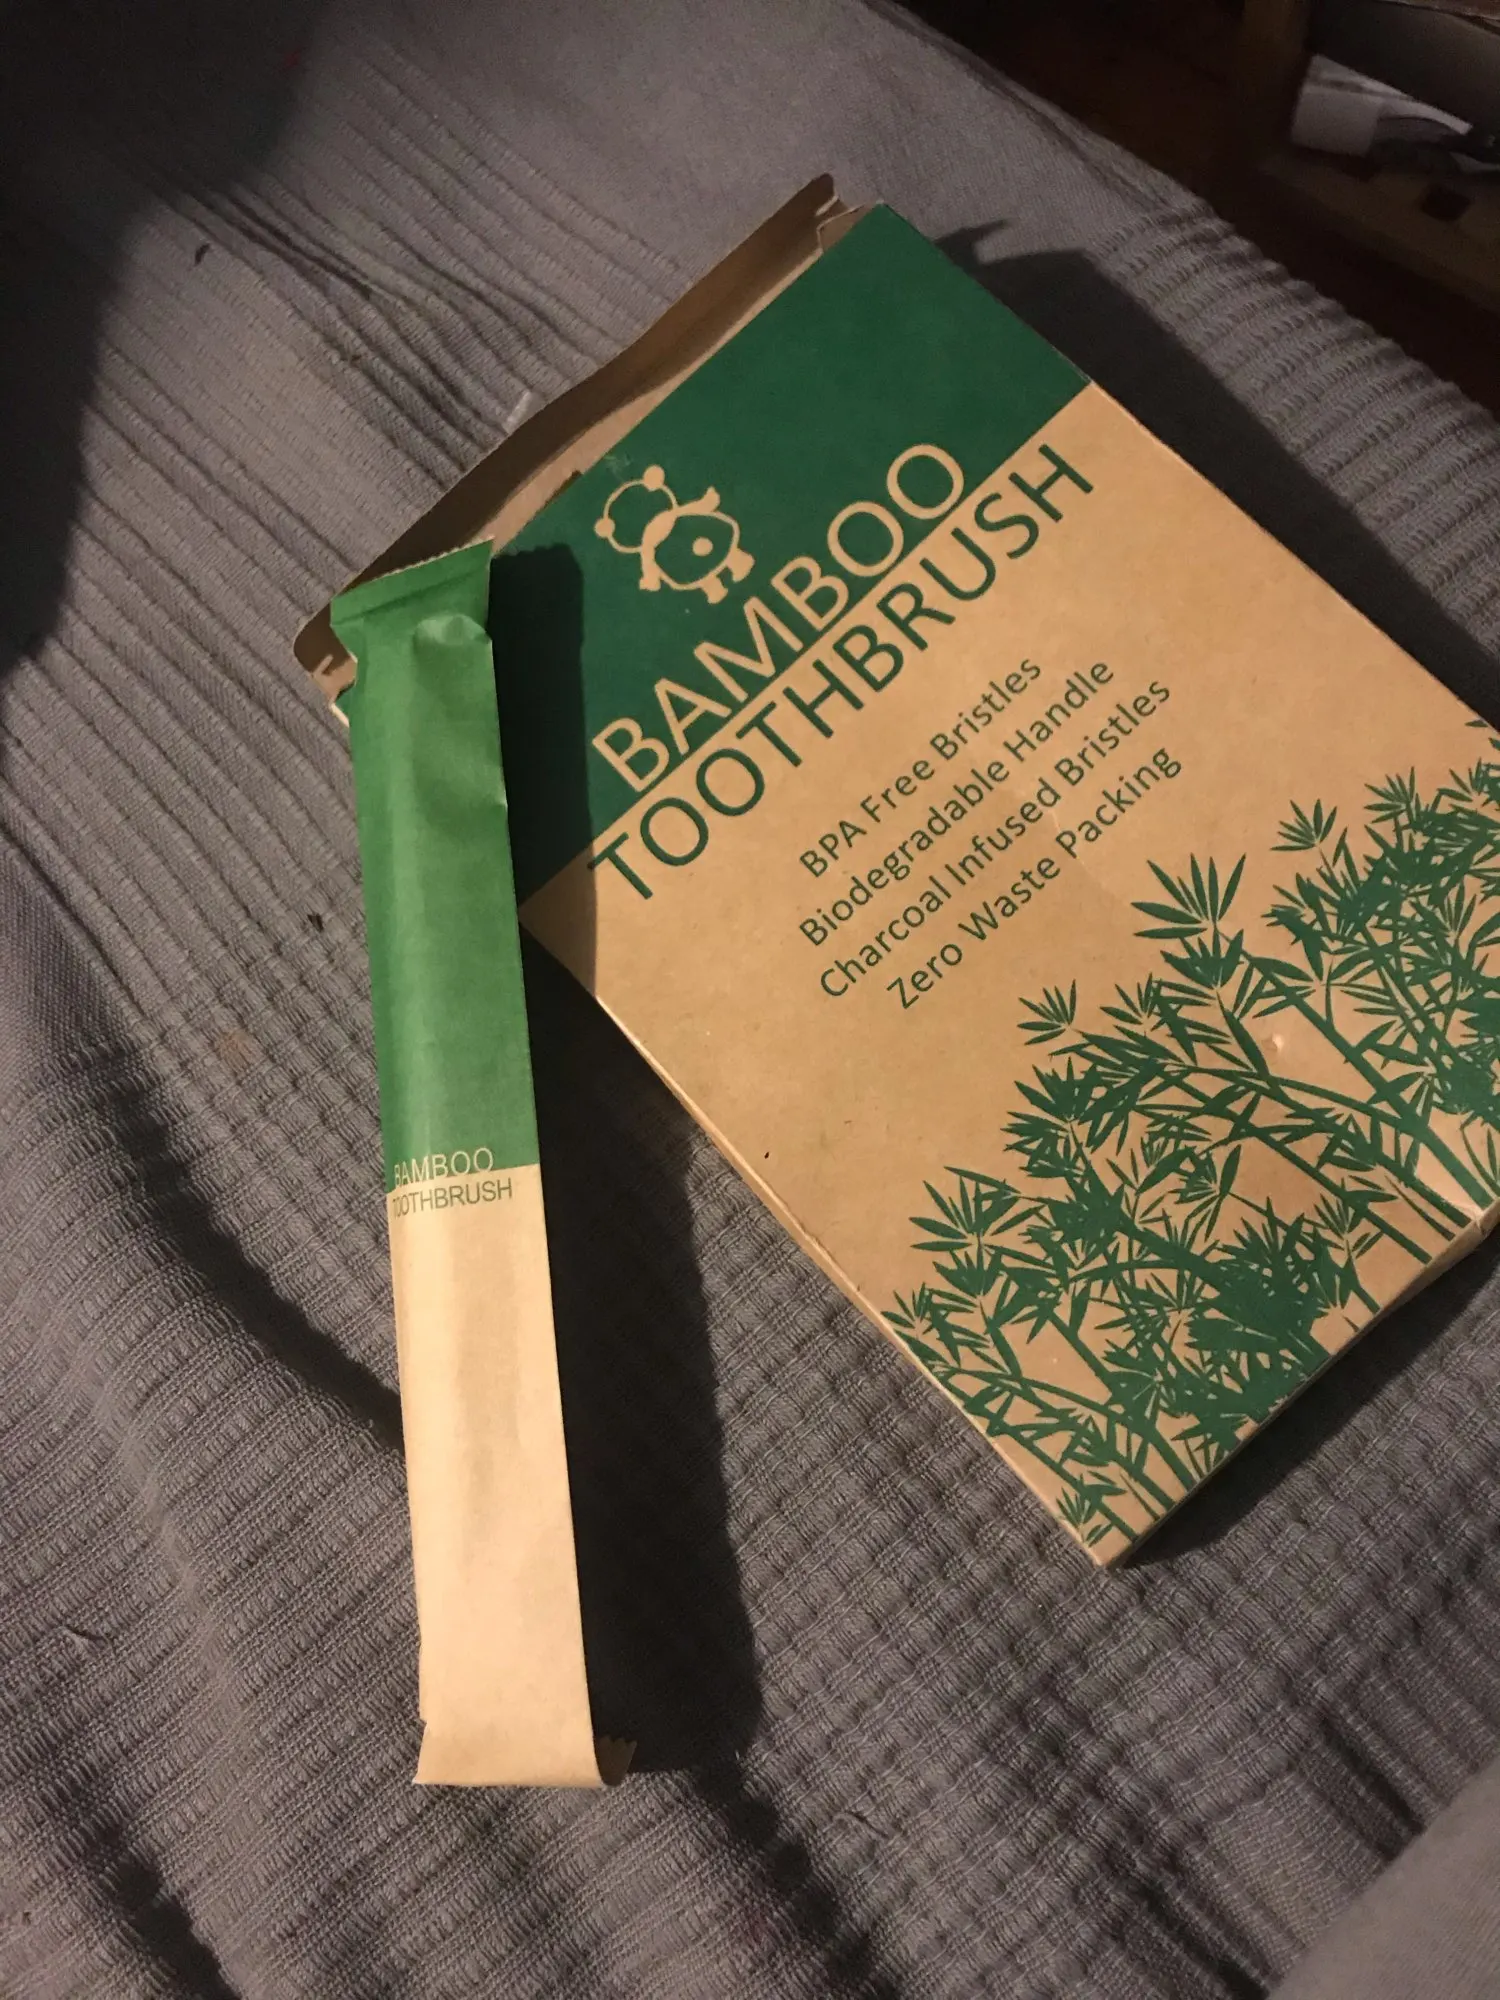 BAMBOO
TOOTHBRUSH
BPA Free Bristles
Biodegradable Handle
Charcoal Infused Bristles
Zero Waste Packing
BAMBOO
TOOTHBRUSH